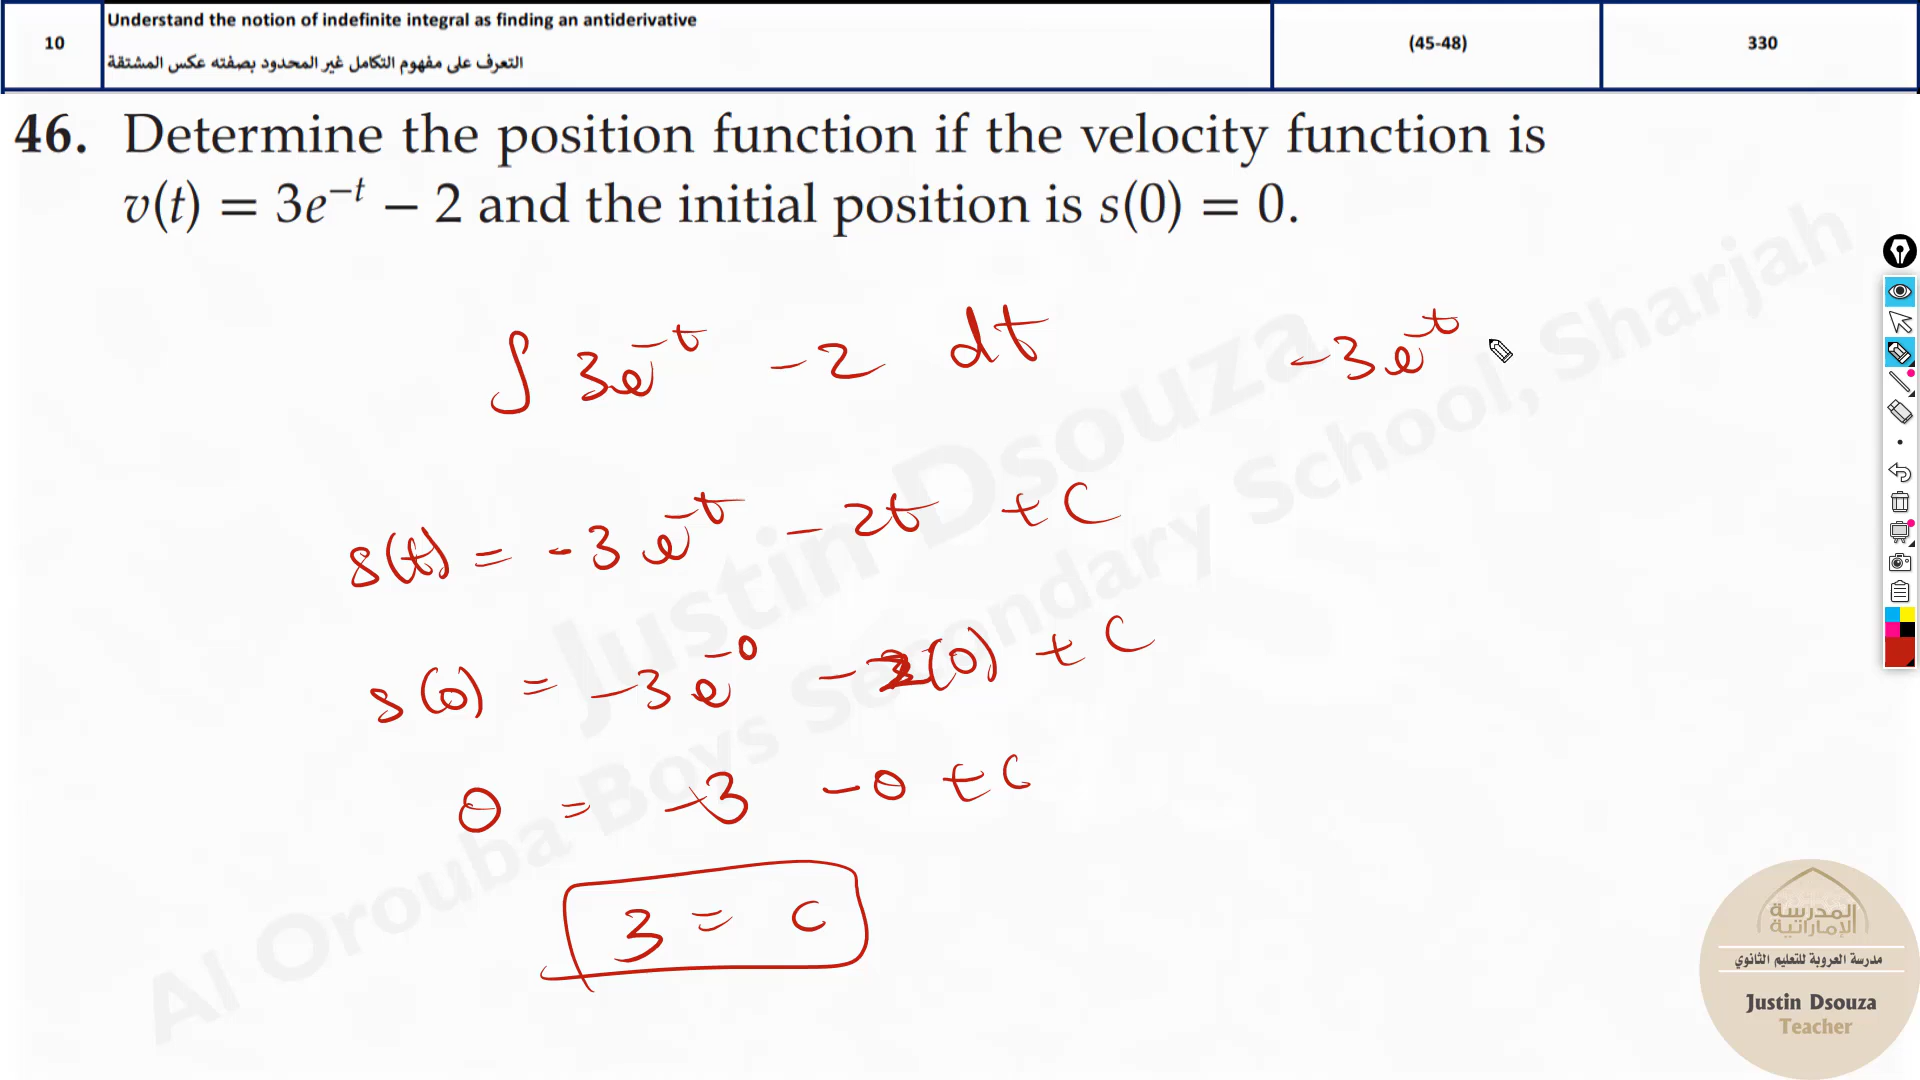 10 Understand the notion of indefinite integral as finding an antiderivative (45-48) 330
التعرف على مفهوم التكامل غير المحدود بصفته عكس المشتقة
46. Determine the position function if the velocity function is
v(t) = 3e^{-t} − 2 and the initial position is s(0) = 0.
∫ 3e^{-t} - 2 dt
-3e^{-t}
s(t) = -3e^{-t} - 2t + C
s(0) = -3e^{-0} - 2(0) + C
0 = -3 - 0 + C
3 = C
Justin Dsouza
Al Orouba Boys Secondary School, Sharjah
المدرسة
الإماراتية
مدرسة العروبة للتعليم الثانوي
Justin Dsouza
Teacher